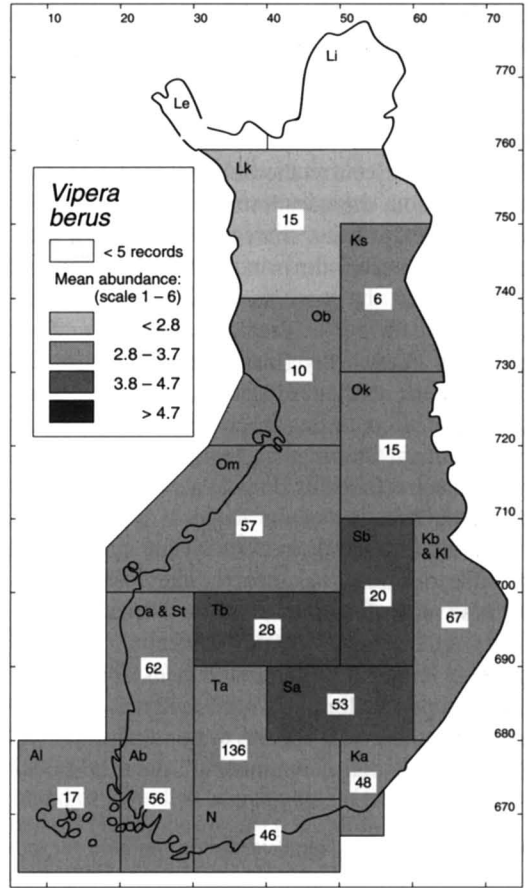 10 20 30 40 50 60 70
Li
770
Le
760
Lk
Vipera
berus
< 5 records
Mean abundance:
(scale 1 – 6)
< 2.8
2.8 – 3.7
3.8 – 4.7
> 4.7
15
750
Ks
6
740
Ob
10
730
Ok
15
720
Om
57
710
Sb
Kb
& Kl
20
700
67
Oa & St
Tb
28
62
690
Ta
Sa
53
136
680
Al
Ab
Ka
17
56
48
670
N
46